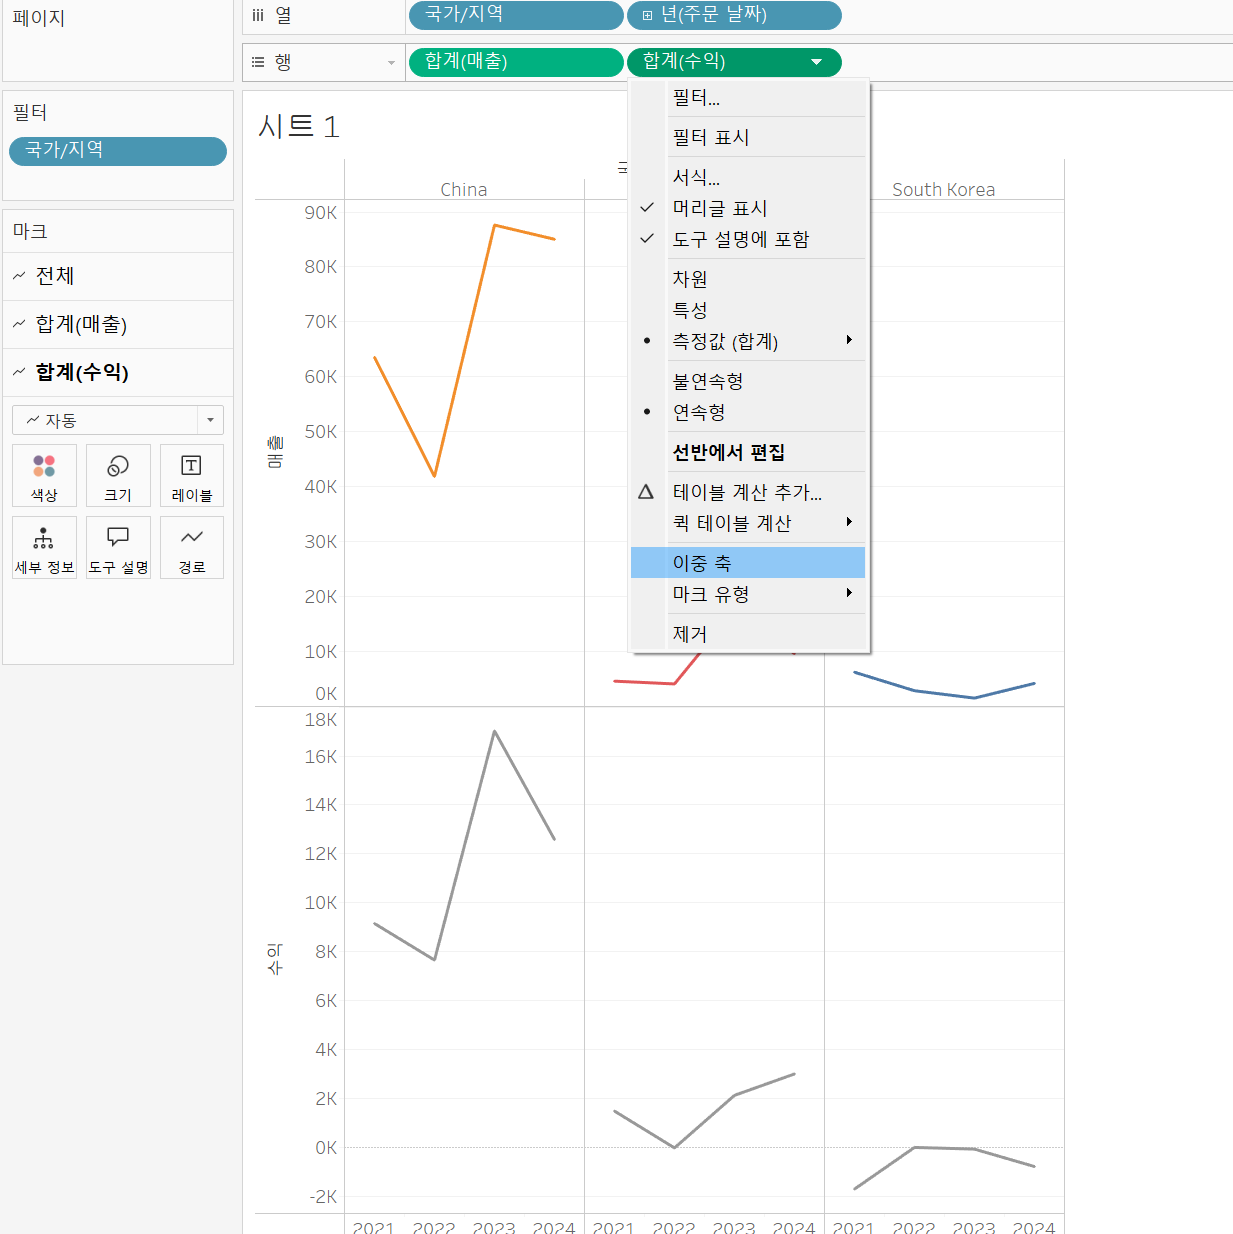 페이지
열
국가/지역
년(주문 날짜)
행
합계(매출)
합계(수익)
필터
국가/지역
마크
전체
합계(매출)
합계(수익)
자동
색상
크기
레이블
세부 정보
도구 설명
경로
시트 1
China
South Korea
매출
90K
80K
70K
60K
50K
40K
30K
20K
10K
0K
수익
18K
16K
14K
12K
10K
8K
6K
4K
2K
0K
-2K
2021 2022 2023 2024 2021 2022 2023 2024 2021 2022 2023 2024
필터...
필터 표시
서식...
머리글 표시
도구 설명에 포함
차원
특성
측정값 (합계)
불연속형
연속형
선반에서 편집
테이블 계산 추가...
퀵 테이블 계산
이중 축
마크 유형
제거